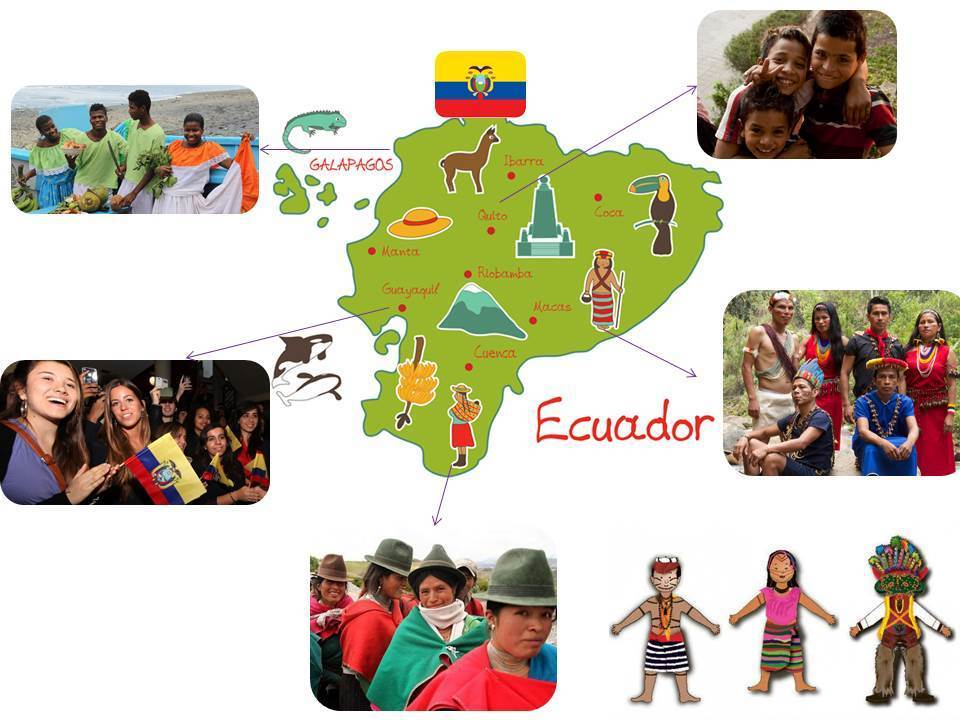 GALAPAGOS
Ibarra
Quito
Coca
Manta
Riobamba
Guayaquil
Macas
Cuenca
Ecuador